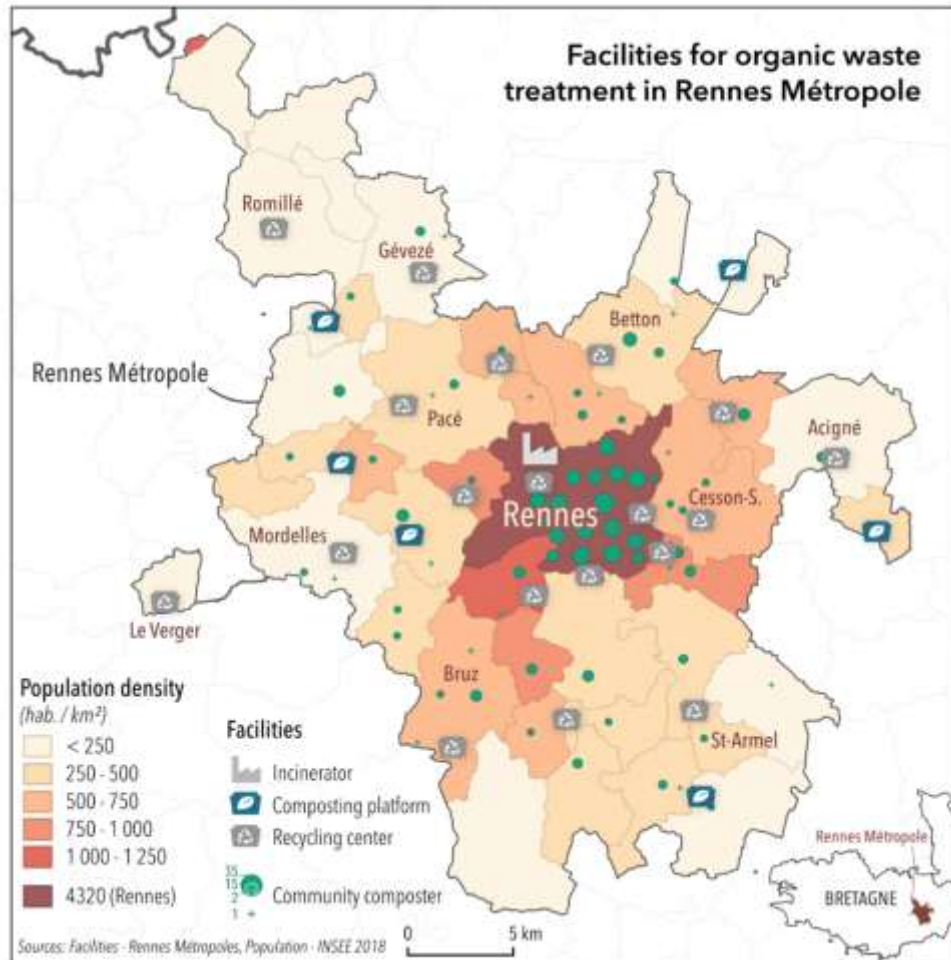 Facilities for organic waste
treatment in Rennes Métropole
Romillé
Gévezé
Betton
Rennes Métropole
Pacé
Acigné
Cesson-S.
Rennes
Mordelles
Le Verger
Bruz
St-Armel
Population density
(hab. / km²)
< 250
250 - 500
500 - 750
750 - 1 000
1 000 - 1 250
4320 (Rennes)
Facilities
Incinerator
Composting platform
Recycling center
35
15
2
1
Community composter
Rennes Métropole
BRETAGNE
0
5 km
Sources: Facilities - Rennes Métropoles, Population - INSEE 2018